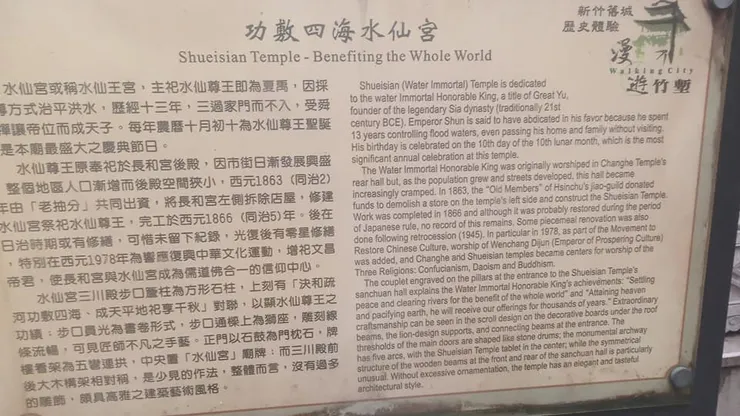 功敷四海水仙宮
Shueisian Temple - Benefiting the Whole World
新竹舊城
歷史體驗
漫步
Walking City
遊竹塹
水仙宮或稱水仙王宮，主祀水仙尊王即為夏禹，因採
導方式治平洪水，歷經十三年，三過家門而不入，受舜
禪讓帝位而成天子。每年農曆十月初十為水仙尊王聖誕
是本廟最盛大之慶典節日。
水仙尊王原奉祀於長和宮後殿，因市街日漸發展興盛
整個地區人口漸增而後殿空間狹小，西元1863（同治2）
年由「老抽分」共同出資，將長和宮左側拆除店屋，修建
水仙宮祭祀水仙尊王，完工於西元1866（同治5）年。後在
日治時期或有修繕，可惜未留下紀錄，光復後有零星修繕
，特別在西元1978年為響應復興中華文化運動，增祀文昌
帝君，使長和宮與水仙宮成為儒道佛合一的信仰中心。
水仙宮三川殿步口簷柱為方形石柱，上刻有「決和疏
河功敷四海、成天平地祀享千秋」對聯，以顯水仙尊王之
功績；步口員光為書卷形式，步口通樑上為獅座，雕刻線
條流暢，可見匠師不凡之手藝。正門以石鼓為門枕石，牌
樓看架為五彎連拱，中央置「水仙宮」廟牌；而三川殿前
後大木構架相對稱，是少見的作法，整體而言，沒有過多
的雕飾，頗具高雅之建築藝術風格。
Shueisian (Water Immortal) Temple is dedicated
to the water Immortal Honorable King, a title of Great Yu,
founder of the legendary Sia dynasty (traditionally 21st
century BCE). Emperor Shun is said to have abdicated in his favor because he spent
13 years controlling flood waters, even passing his home and family without visiting.
His birthday is celebrated on the 10th day of the 10th lunar month, which is the most
significant annual celebration at this temple.
The Water Immortal Honorable King was originally worshiped in Changhe Temple's
rear hall but, as the population grew and streets developed, this hall became
increasingly cramped. In 1863, the "Old Members" of Hsinchu's jiao-guild donated
funds to demolish a store on the temple's left side and construct the Shueisian Temple.
Work was completed in 1866 and although it was probably restored during the period
of Japanese rule, no record of this remains. Some piecemeal renovation was also
done following retrocession (1945). In particular in 1978, as part of the Movement to
Restore Chinese Culture, worship of Wenchang Dijun (Emperor of Prospering Culture)
was added, and Changhe and Shueisian temples became centers for worship of the
Three Religions: Confucianism, Daoism and Buddhism.
The couplet engraved on the pillars at the entrance to the Shueisian Temple's
sanchuan hall explains the Water Immortal Honorable King's achievements: "Settling
peace and clearing rivers for the benefit of the whole world" and "Attaining heaven
and pacifying earth, he will receive our offerings for thousands of years." Extraordinary
craftsmanship can be seen in the scroll design on the decorative boards under the roof
beams, the lion-design supports, and connecting beams at the entrance. The
thresholds of the main doors are shaped like stone drums; the monumental archway
has five arcs, with the Shueisian Temple tablet in the center; while the symmetrical
structure of the wooden beams at the front and rear of the sanchuan hall is particularly
unusual. Without excessive ornamentation, the temple has an elegant and tasteful
architectural style.